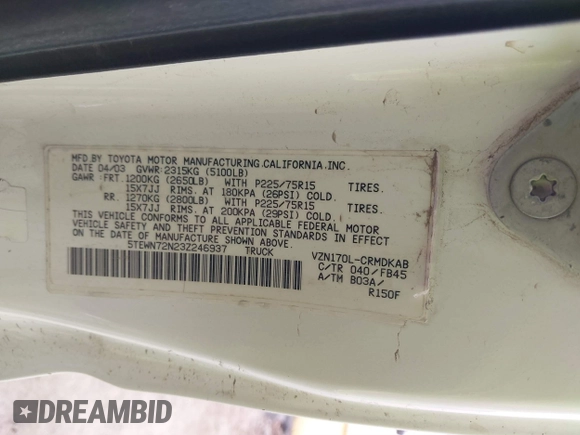 MFD.BY TOYOTA MOTOR MANUFACTURING.CALIFORNIA.INC.
DATE 04/03 GVWR:2315KG (5100LB)
GAWR: FRT.1200KG (2650LB) WITH P225/75R15 TIRES.
15X7JJ RIMS. AT 180KPA (26PSI) COLD.
RR. 1270KG (2800LB) WITH P225/75R15 TIRES.
15X7JJ RIMS. AT 200KPA (29PSI) COLD.
THIS VEHICLE CONFORMS TO ALL APPLICABLE FEDERAL MOTOR
VEHICLE SAFETY AND THEFT PREVENTION STANDARDS IN EFFECT
ON THE DATE OF MANUFACTURE SHOWN ABOVE.
5TEWN72N23Z246937 TRUCK
VZN170L-CRMDKAB
C/TR 040/FB45
A/TM B03A/
R150F
DREAMBID